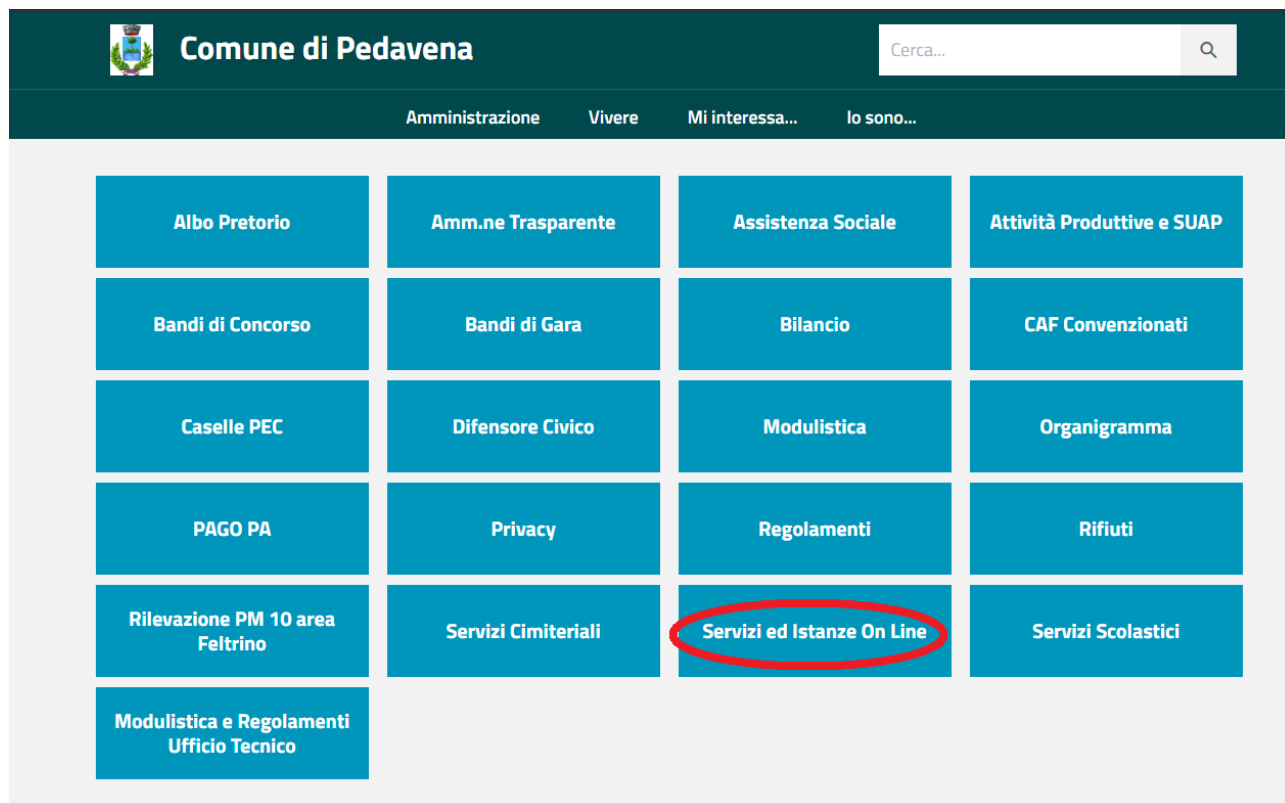 Comune di Pedavena
Cerca...
Amministrazione Vivere Mi interessa... Io sono...
Albo Pretorio Amm.ne Trasparente Assistenza Sociale Attività Produttive e SUAP
Bandi di Concorso Bandi di Gara Bilancio CAF Convenzionati
Caselle PEC Difensore Civico Modulistica Organigramma
PAGO PA Privacy Regolamenti Rifiuti
Rilevazione PM 10 area
Feltrino
Servizi Cimiteriali Servizi ed Istanze On Line Servizi Scolastici
Modulistica e Regolamenti
Ufficio Tecnico